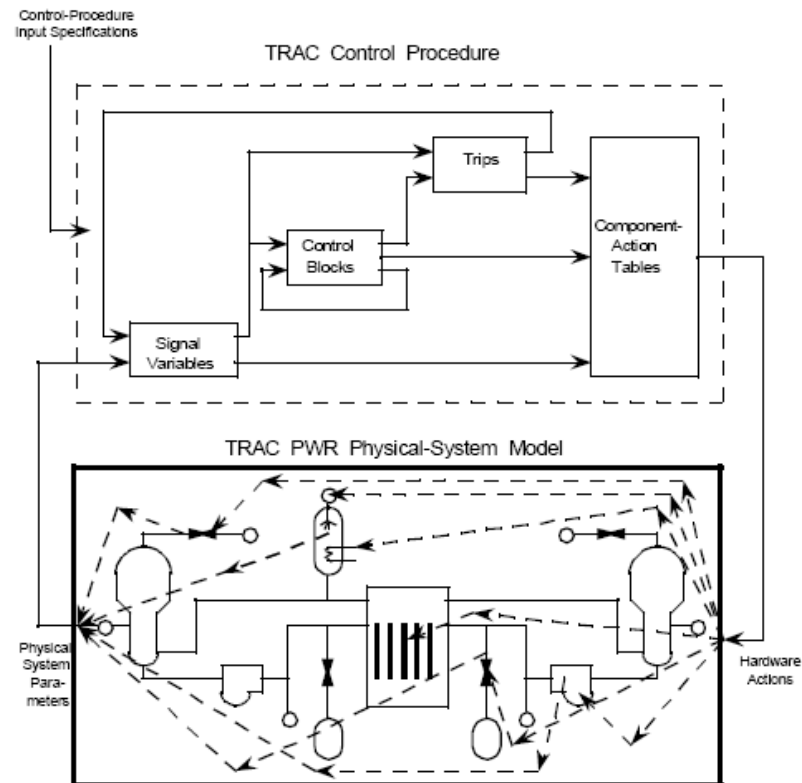 Control-Procedure
Input Specifications
TRAC Control Procedure
Trips
Component-
Action
Tables
Control
Blocks
Signal
Variables
TRAC PWR Physical-System Model
Physical
System
Para-
meters
Hardware
Actions